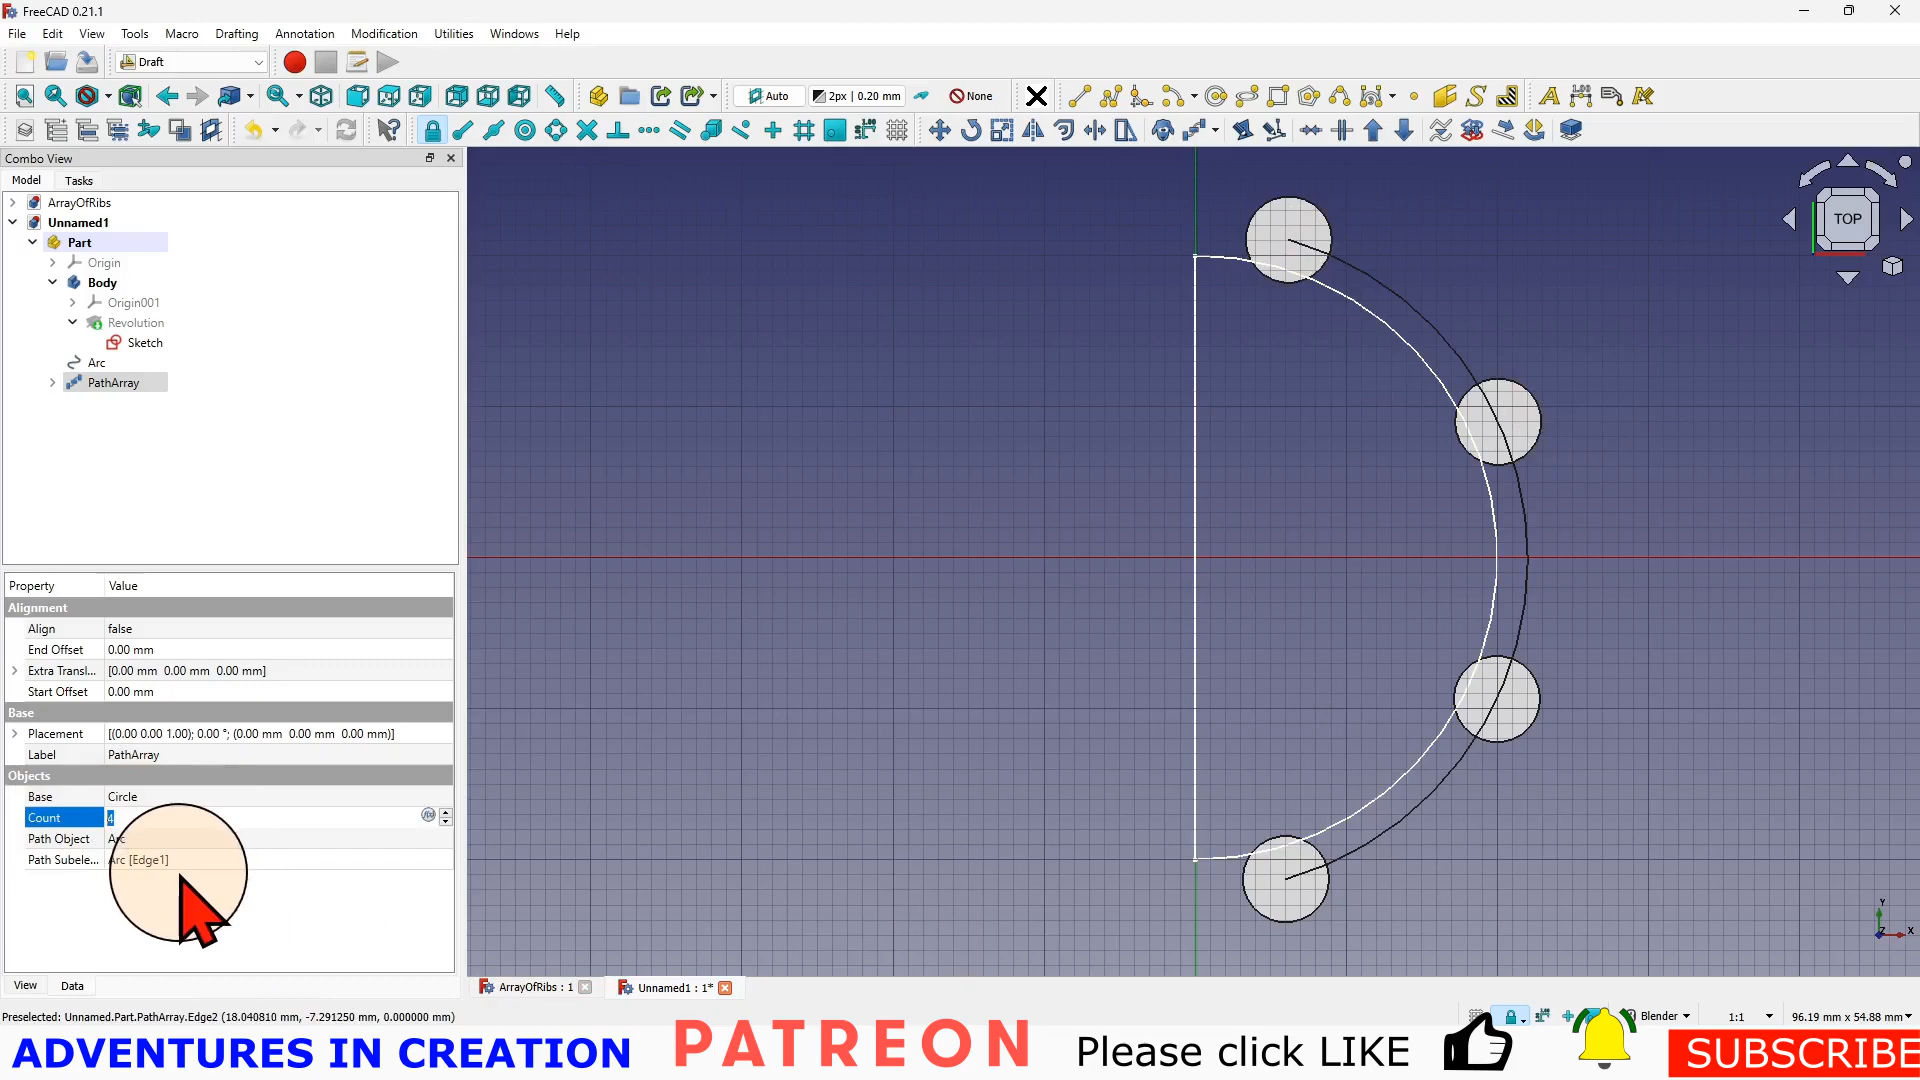 FreeCAD 0.21.1
File Edit View Tools Macro Drafting Annotation Modification Utilities Windows Help
Draft
Auto 2px | 0.20 mm None
Combo View
Model Tasks
ArrayOfRibs
Unnamed1
Part
Origin
Body
Origin001
Revolution
Sketch
Arc
PathArray
TOP
Property Value
Alignment
Align false
End Offset 0.00 mm
Extra Transl... [0.00 mm 0.00 mm 0.00 mm]
Start Offset 0.00 mm
Base
Placement [(0.00 0.00 1.00); 0.00 °; (0.00 mm 0.00 mm 0.00 mm)]
Label PathArray
Objects
Base Circle
Count 4
Path Object Arc
Path Subele... Arc [Edge1]
Y
Z X
View Data
ArrayOfRibs : 1 Unnamed1 : 1*
Preselected: Unnamed.Part.PathArray.Edge2 (18.040810 mm, -7.291250 mm, 0.000000 mm)
Blender 1:1 96.19 mm x 54.88 mm
ADVENTURES IN CREATION PATREON Please click LIKE SUBSCRIBE